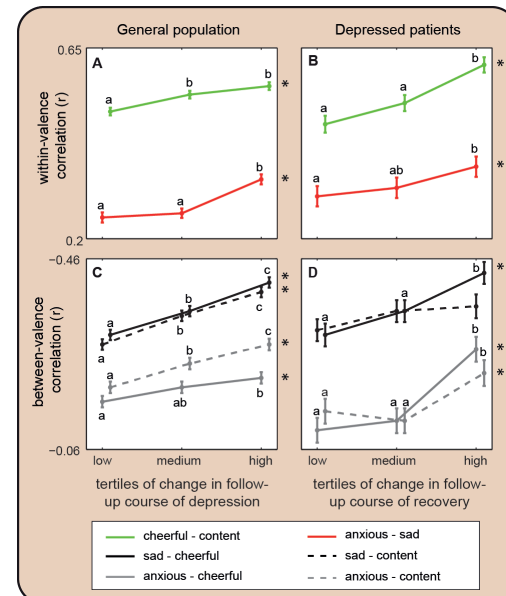 General population
Depressed patients
0.65
A
B
a
b
b
*
a
a
b
*
a
a
b
*
a
ab
b
*
within-valence
correlation (r)
0.2
−0.46
C
D
a
a
b
b
c
c
*
*
a
b
c
*
a
ab
b
*
a
a
b
*
a
a
a
a
b
b
*
*
between-valence
correlation (r)
−0.06
low
medium
high
low
medium
high
tertiles of change in follow-
up course of depression
tertiles of change in follow-
up course of recovery
cheerful - content
anxious - sad
sad - cheerful
sad - content
anxious - cheerful
anxious - content